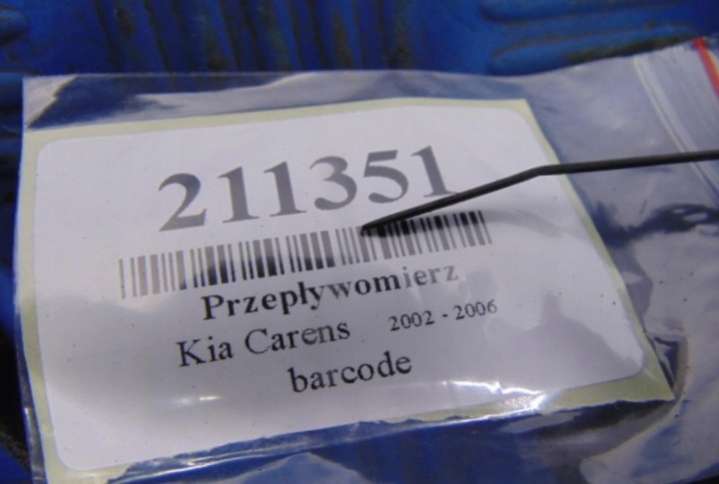 211351
Przepływomierz
Kia Carens 2002 - 2006
barcode